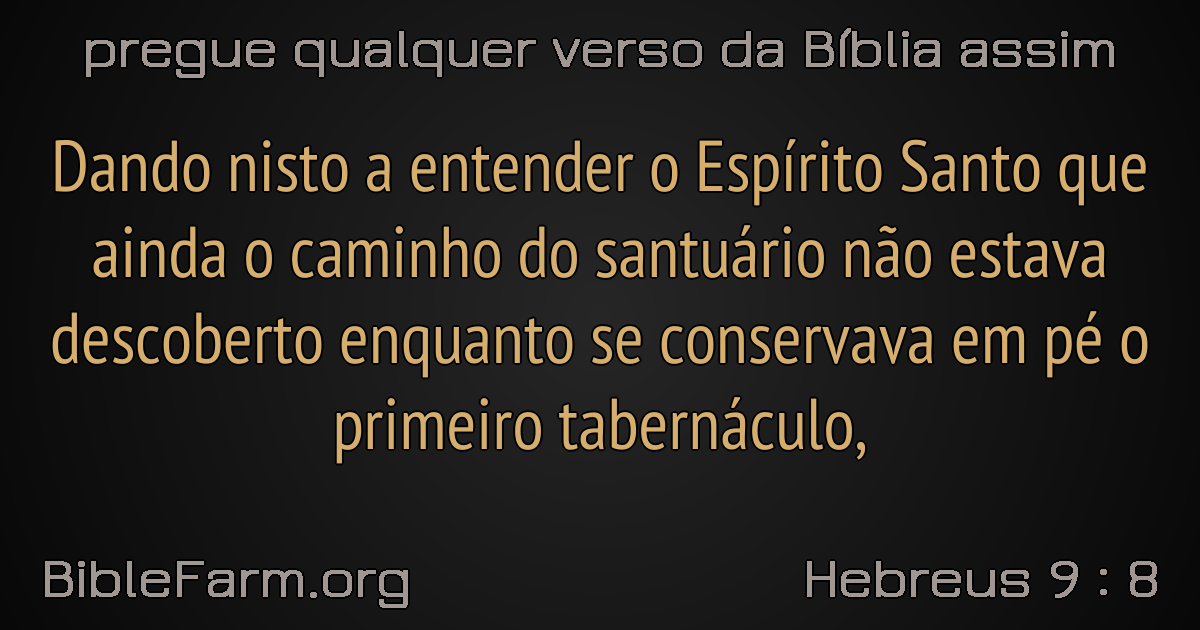 pregue qualquer verso da Bíblia assim
Dando nisto a entender o Espírito Santo que
ainda o caminho do santuário não estava
descoberto enquanto se conservava em pé o
primeiro tabernáculo,
BibleFarm.org
Hebreus 9 : 8